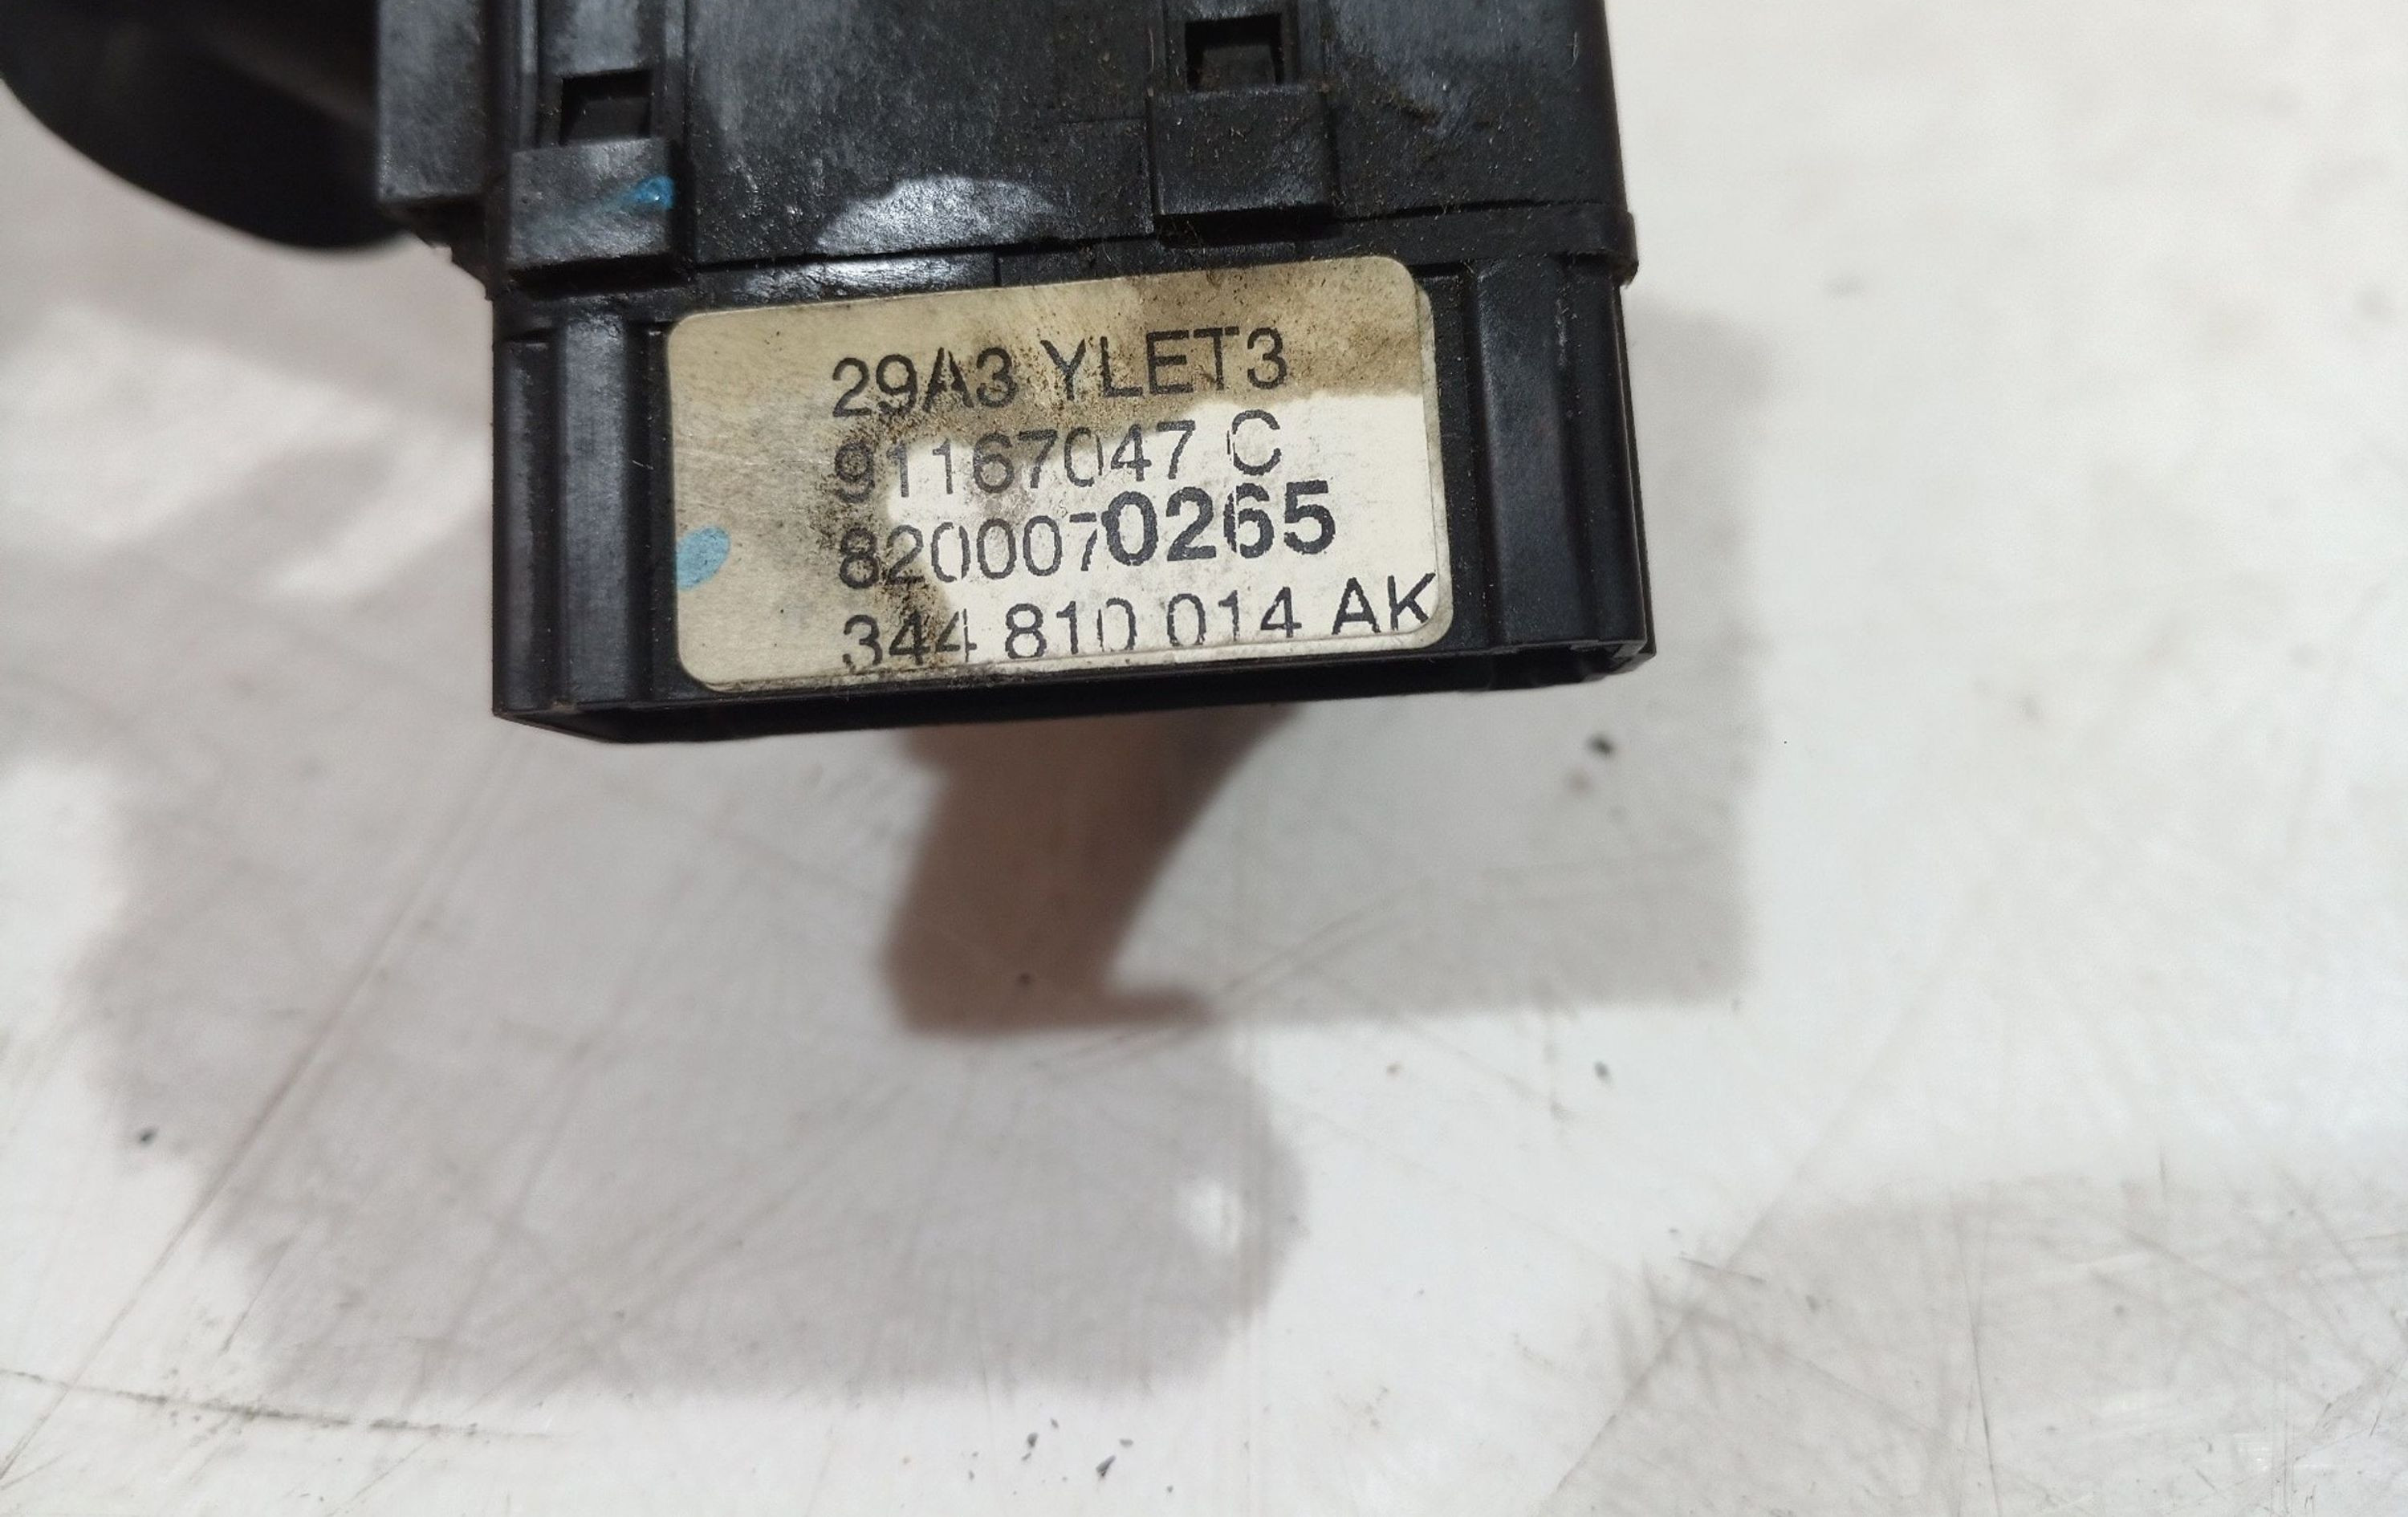 29A3 YLET3
91167047 C
8200070265
344 810 014 AK